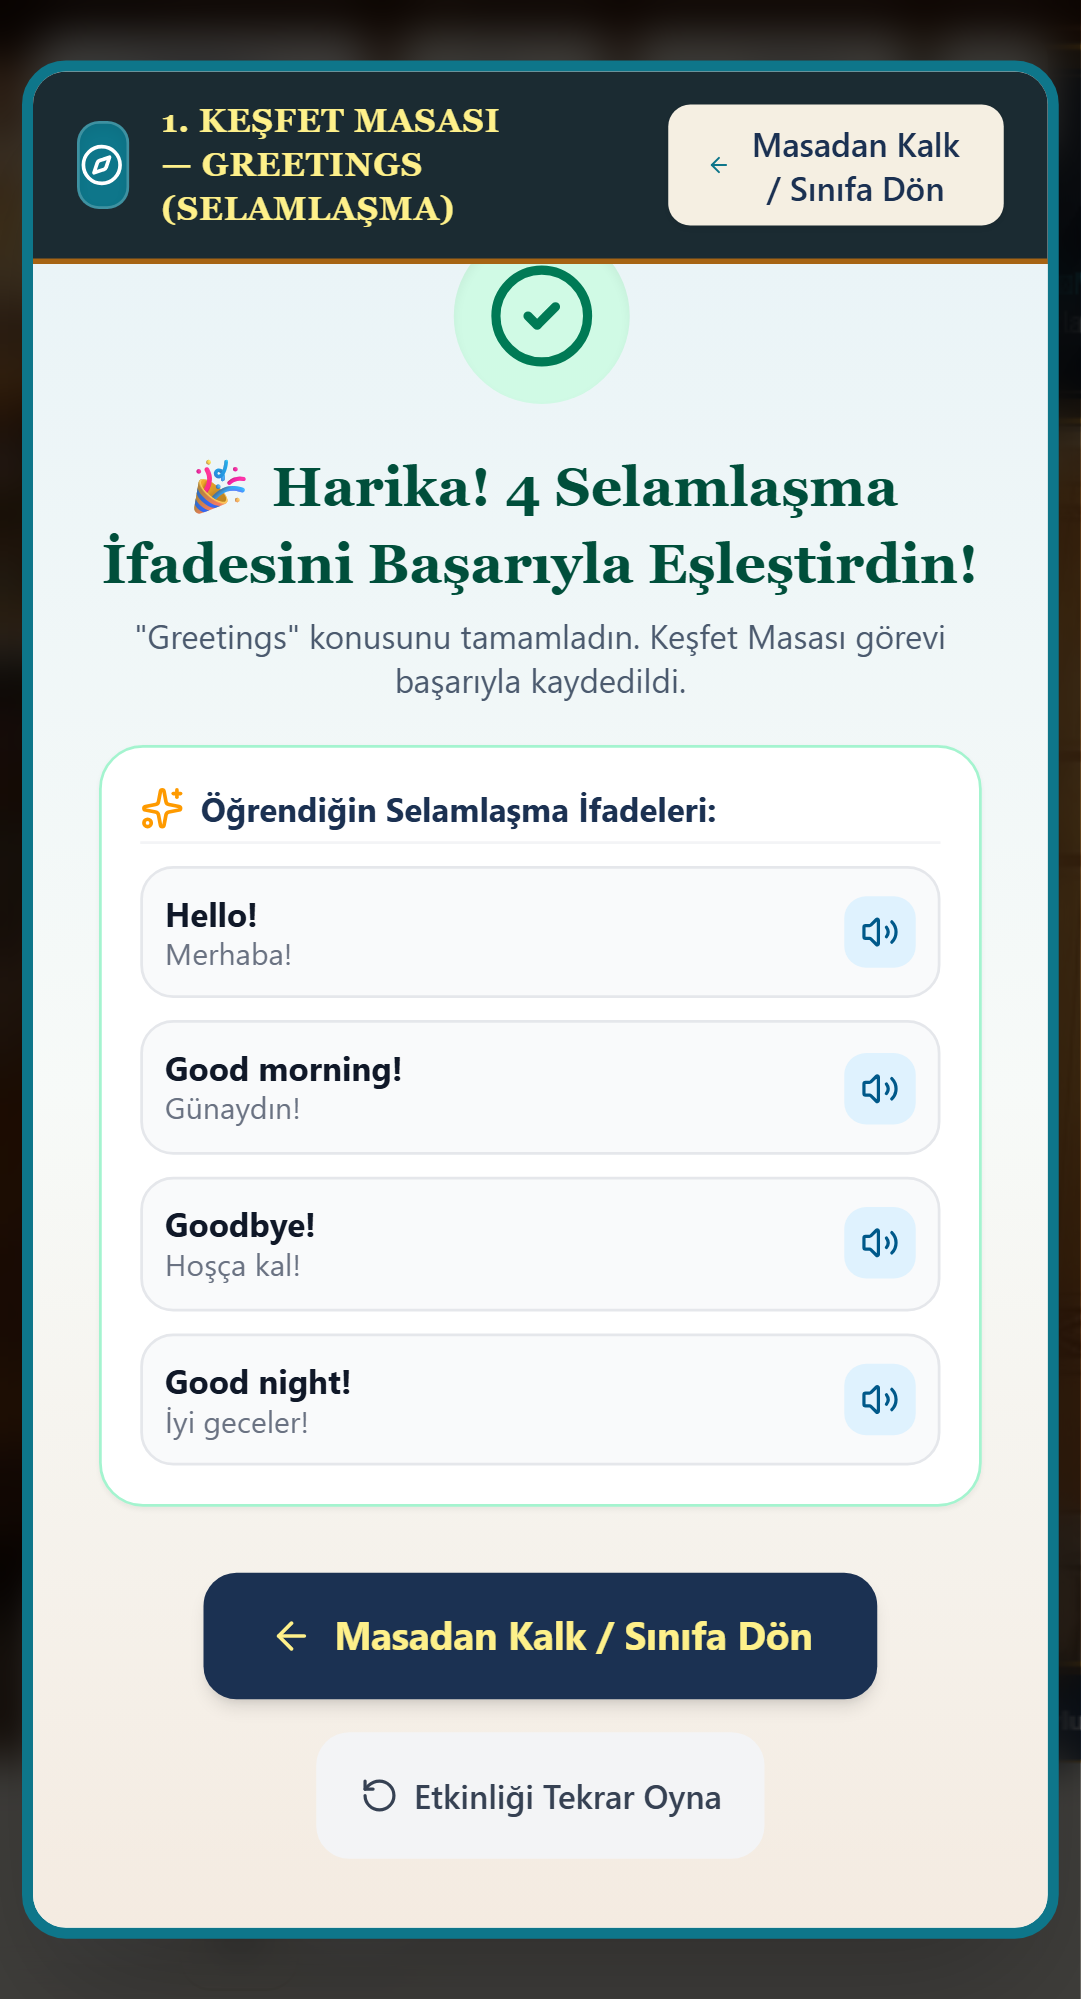 1. KEŞFET MASASI
— GREETINGS
(SELAMLAŞMA)
Masadan Kalk
/ Sınıfa Dön
🎉 Harika! 4 Selamlaşma
İfadesini Başarıyla Eşleştirdin!
"Greetings" konusunu tamamladın. Keşfet Masası görevi
başarıyla kaydedildi.
Öğrendiğin Selamlaşma İfadeleri:
Hello!
Merhaba!
Good morning!
Günaydın!
Goodbye!
Hoşça kal!
Good night!
İyi geceler!
Masadan Kalk / Sınıfa Dön
Etkinliği Tekrar Oyna